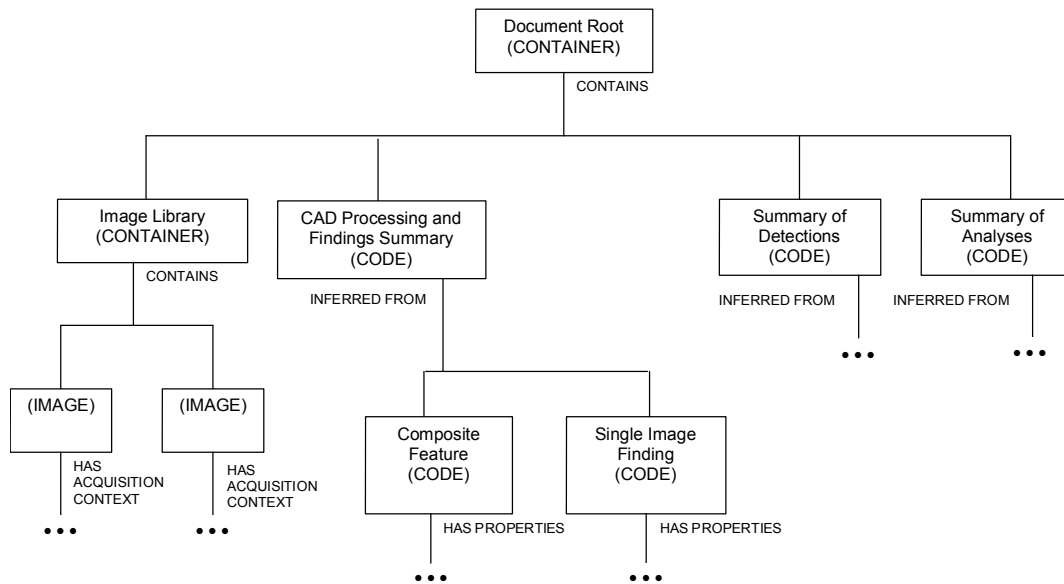 Document Root
(CONTAINER)
CONTAINS
Image Library
(CONTAINER)
CAD Processing and
Findings Summary
(CODE)
Summary of
Detections
(CODE)
Summary of
Analyses
(CODE)
CONTAINS
INFERRED FROM
INFERRED FROM
INFERRED FROM
(IMAGE)
(IMAGE)
Composite
Feature
(CODE)
Single Image
Finding
(CODE)
HAS
ACQUISITION
CONTEXT
HAS
ACQUISITION
CONTEXT
HAS PROPERTIES
HAS PROPERTIES